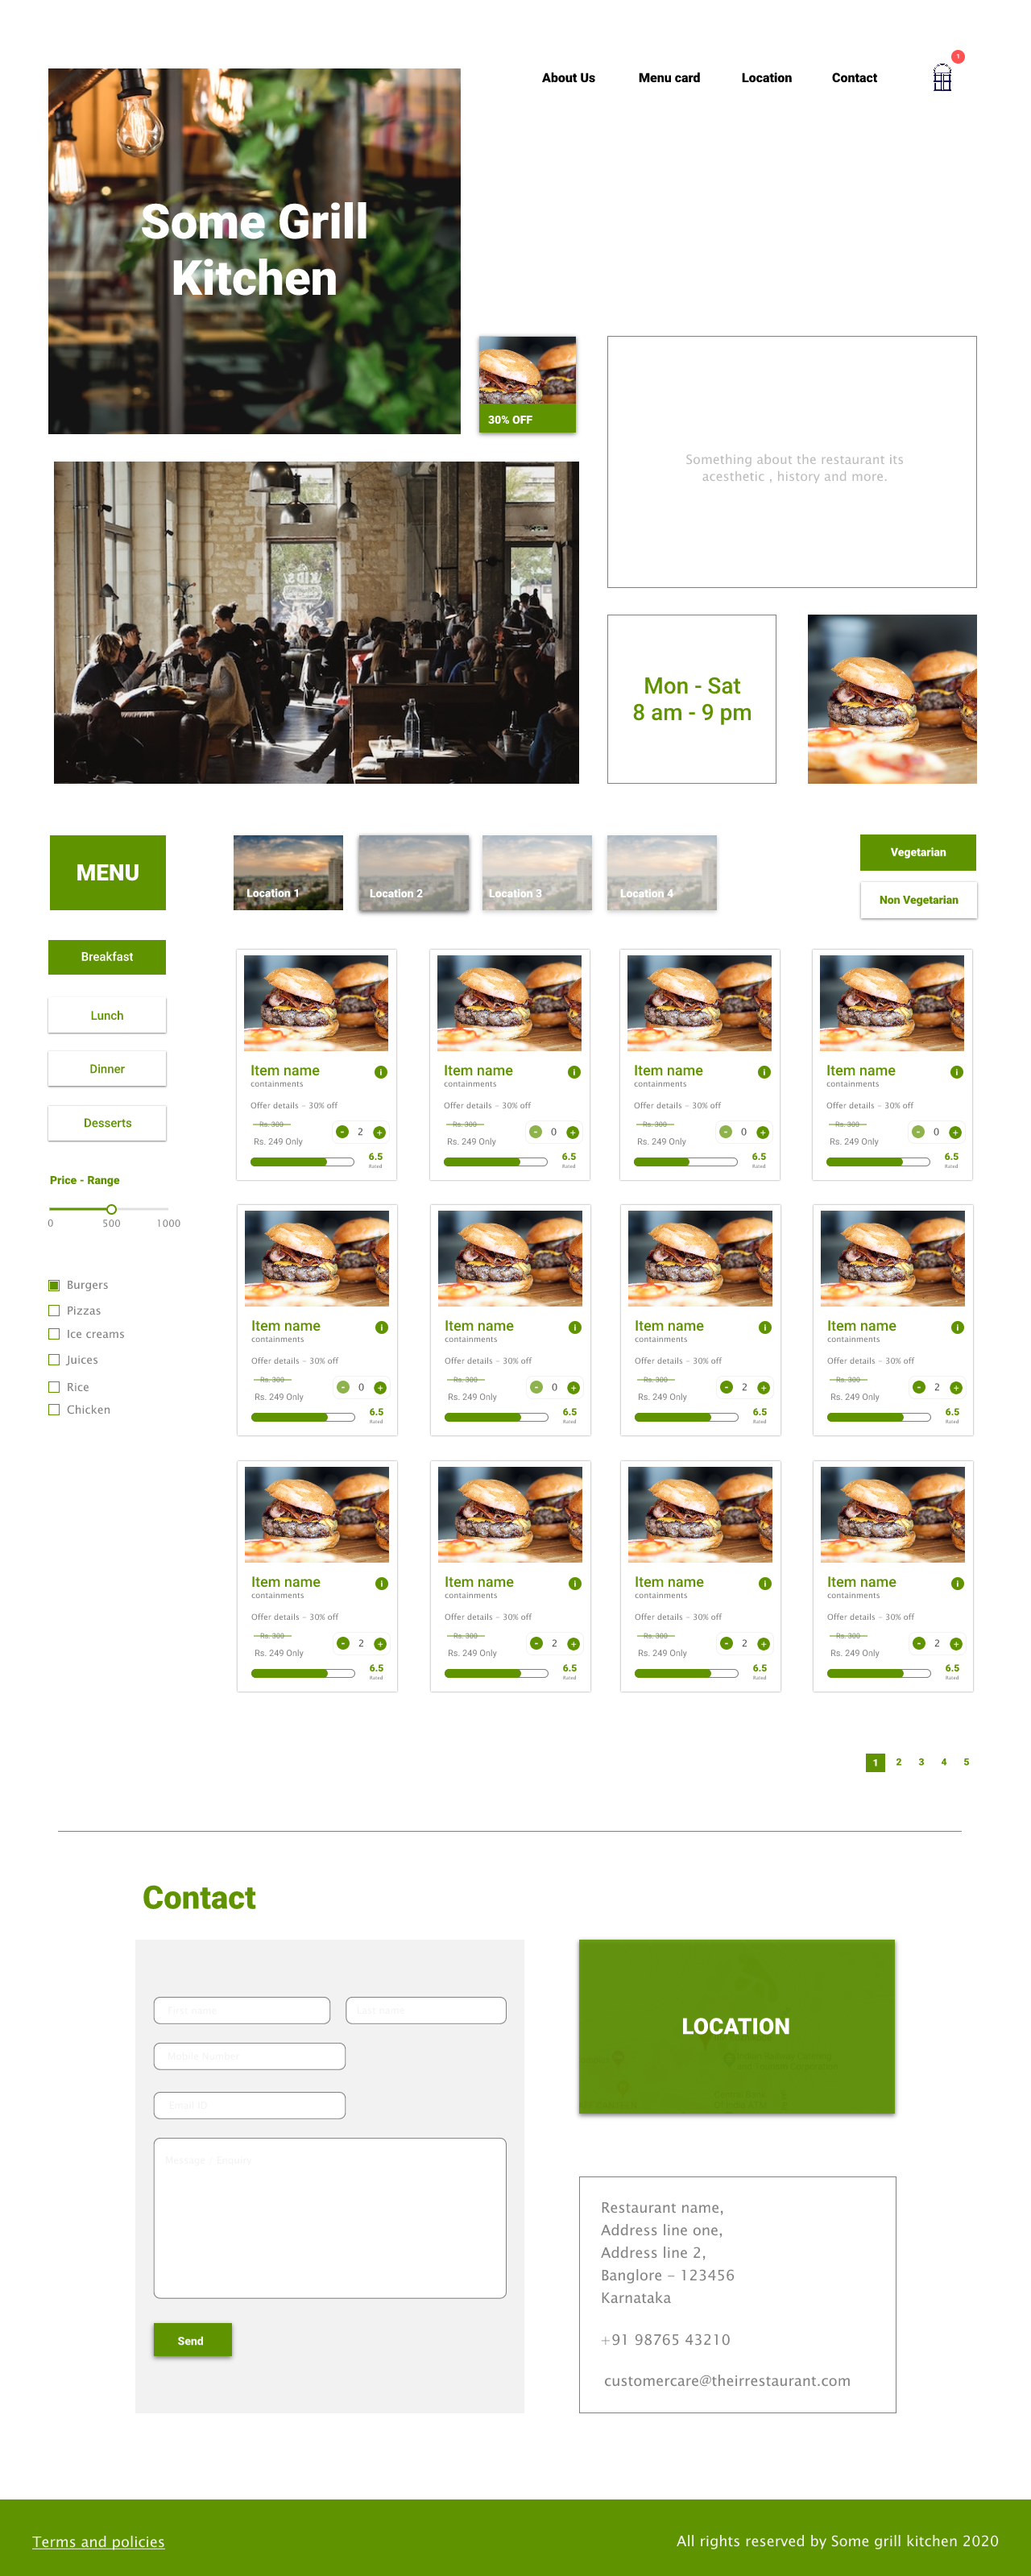 1
About Us Menu card Location Contact
Some Grill
Kitchen
30% OFF
Something about the restaurant its
acesthetic , history and more.
KIDS
Mon - Sat
8 am - 9 pm
MENU
Location 1
Location 2
Location 3
Location 4
Vegetarian
Non Vegetarian
Breakfast
Lunch
Dinner
Desserts
Price - Range
0 500 1000
Burgers
Pizzas
Ice creams
Juices
Rice
Chicken
Item name i
containments
Offer details - 30% off
Rs. 300
- 2 +
Rs. 249 Only
6.5
Rated
Item name i
containments
Offer details - 30% off
Rs. 300
- 0 +
Rs. 249 Only
6.5
Rated
Item name i
containments
Offer details - 30% off
Rs. 300
- 0 +
Rs. 249 Only
6.5
Rated
Item name i
containments
Offer details - 30% off
Rs. 300
- 0 +
Rs. 249 Only
6.5
Rated
Item name i
containments
Offer details - 30% off
Rs. 300
- 0 +
Rs. 249 Only
6.5
Rated
Item name i
containments
Offer details - 30% off
Rs. 300
- 0 +
Rs. 249 Only
6.5
Rated
Item name i
containments
Offer details - 30% off
Rs. 300
- 2 +
Rs. 249 Only
6.5
Rated
Item name i
containments
Offer details - 30% off
Rs. 300
- 2 +
Rs. 249 Only
6.5
Rated
Item name i
containments
Offer details - 30% off
Rs. 300
- 2 +
Rs. 249 Only
6.5
Rated
Item name i
containments
Offer details - 30% off
Rs. 300
- 2 +
Rs. 249 Only
6.5
Rated
Item name i
containments
Offer details - 30% off
Rs. 300
- 2 +
Rs. 249 Only
6.5
Rated
Item name i
containments
Offer details - 30% off
Rs. 300
- 2 +
Rs. 249 Only
6.5
Rated
1 2 3 4 5
Contact
First name Last name
Mobile Number
Email ID
Message / Enquiry
Send
LOCATION
Restaurant name,
Address line one,
Address line 2,
Banglore - 123456
Karnataka
+91 98765 43210
customercare@theirrestaurant.com
Terms and policies
All rights reserved by Some grill kitchen 2020